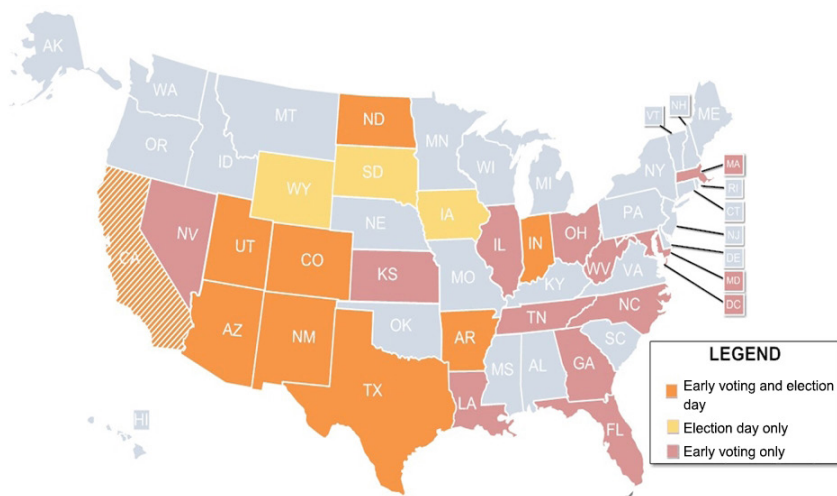 AK
WA
MT
ND
MN
OR
ID
WY
SD
WI
MI
NY
VT
NH
ME
MA
RI
CT
NJ
DE
MD
DC
PA
NV
UT
CO
NE
IA
IL
IN
OH
WV
VA
CA
KS
MO
KY
NC
TN
AZ
NM
OK
AR
SC
MS
AL
GA
TX
LA
FL
HI
LEGEND
Early voting and election
day
Election day only
Early voting only